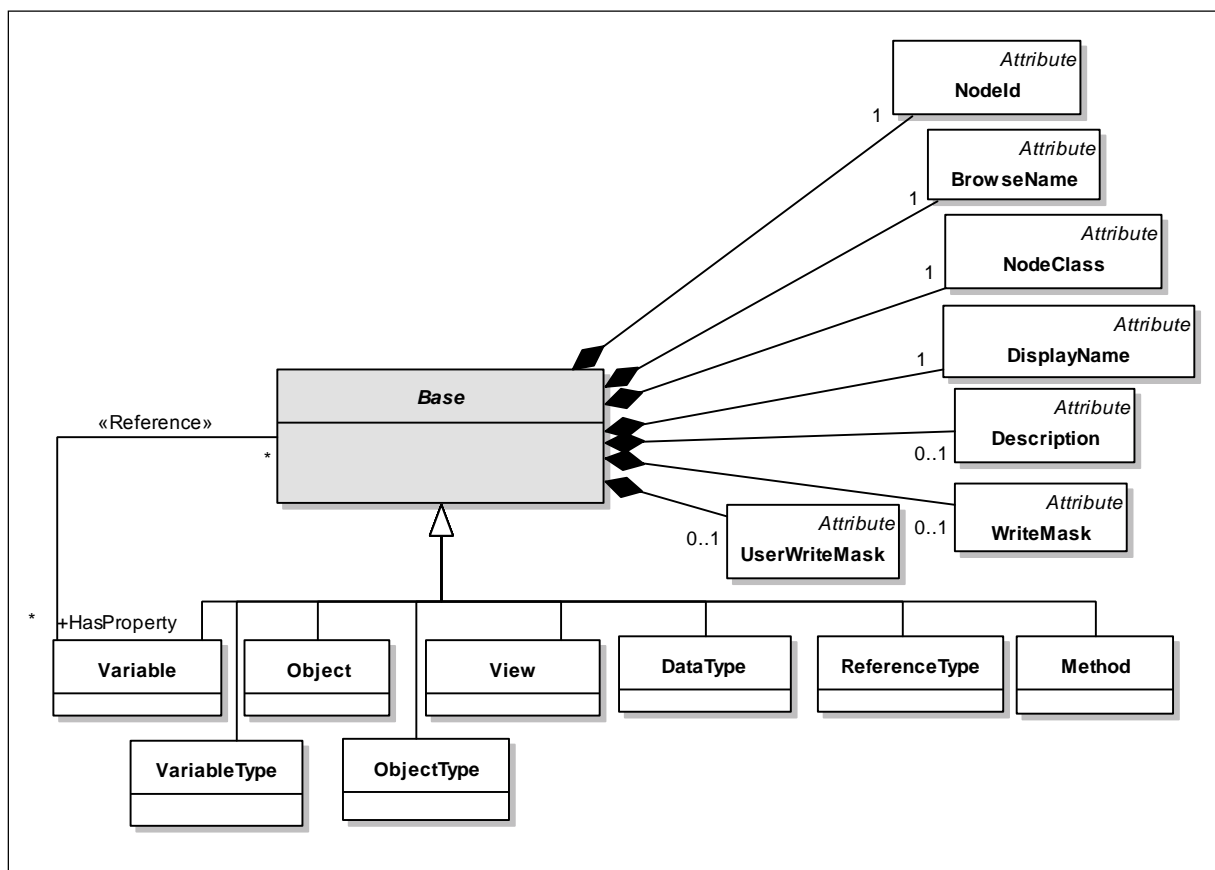 Attribute
NodeId
1
Attribute
BrowseName
1
Attribute
NodeClass
1
Attribute
DisplayName
1
Base
Attribute
Description
0..1
«Reference»
*
Attribute
WriteMask
0..1
Attribute
UserWriteMask
0..1
* +HasProperty
Variable
Object
View
DataType
ReferenceType
Method
VariableType
ObjectType